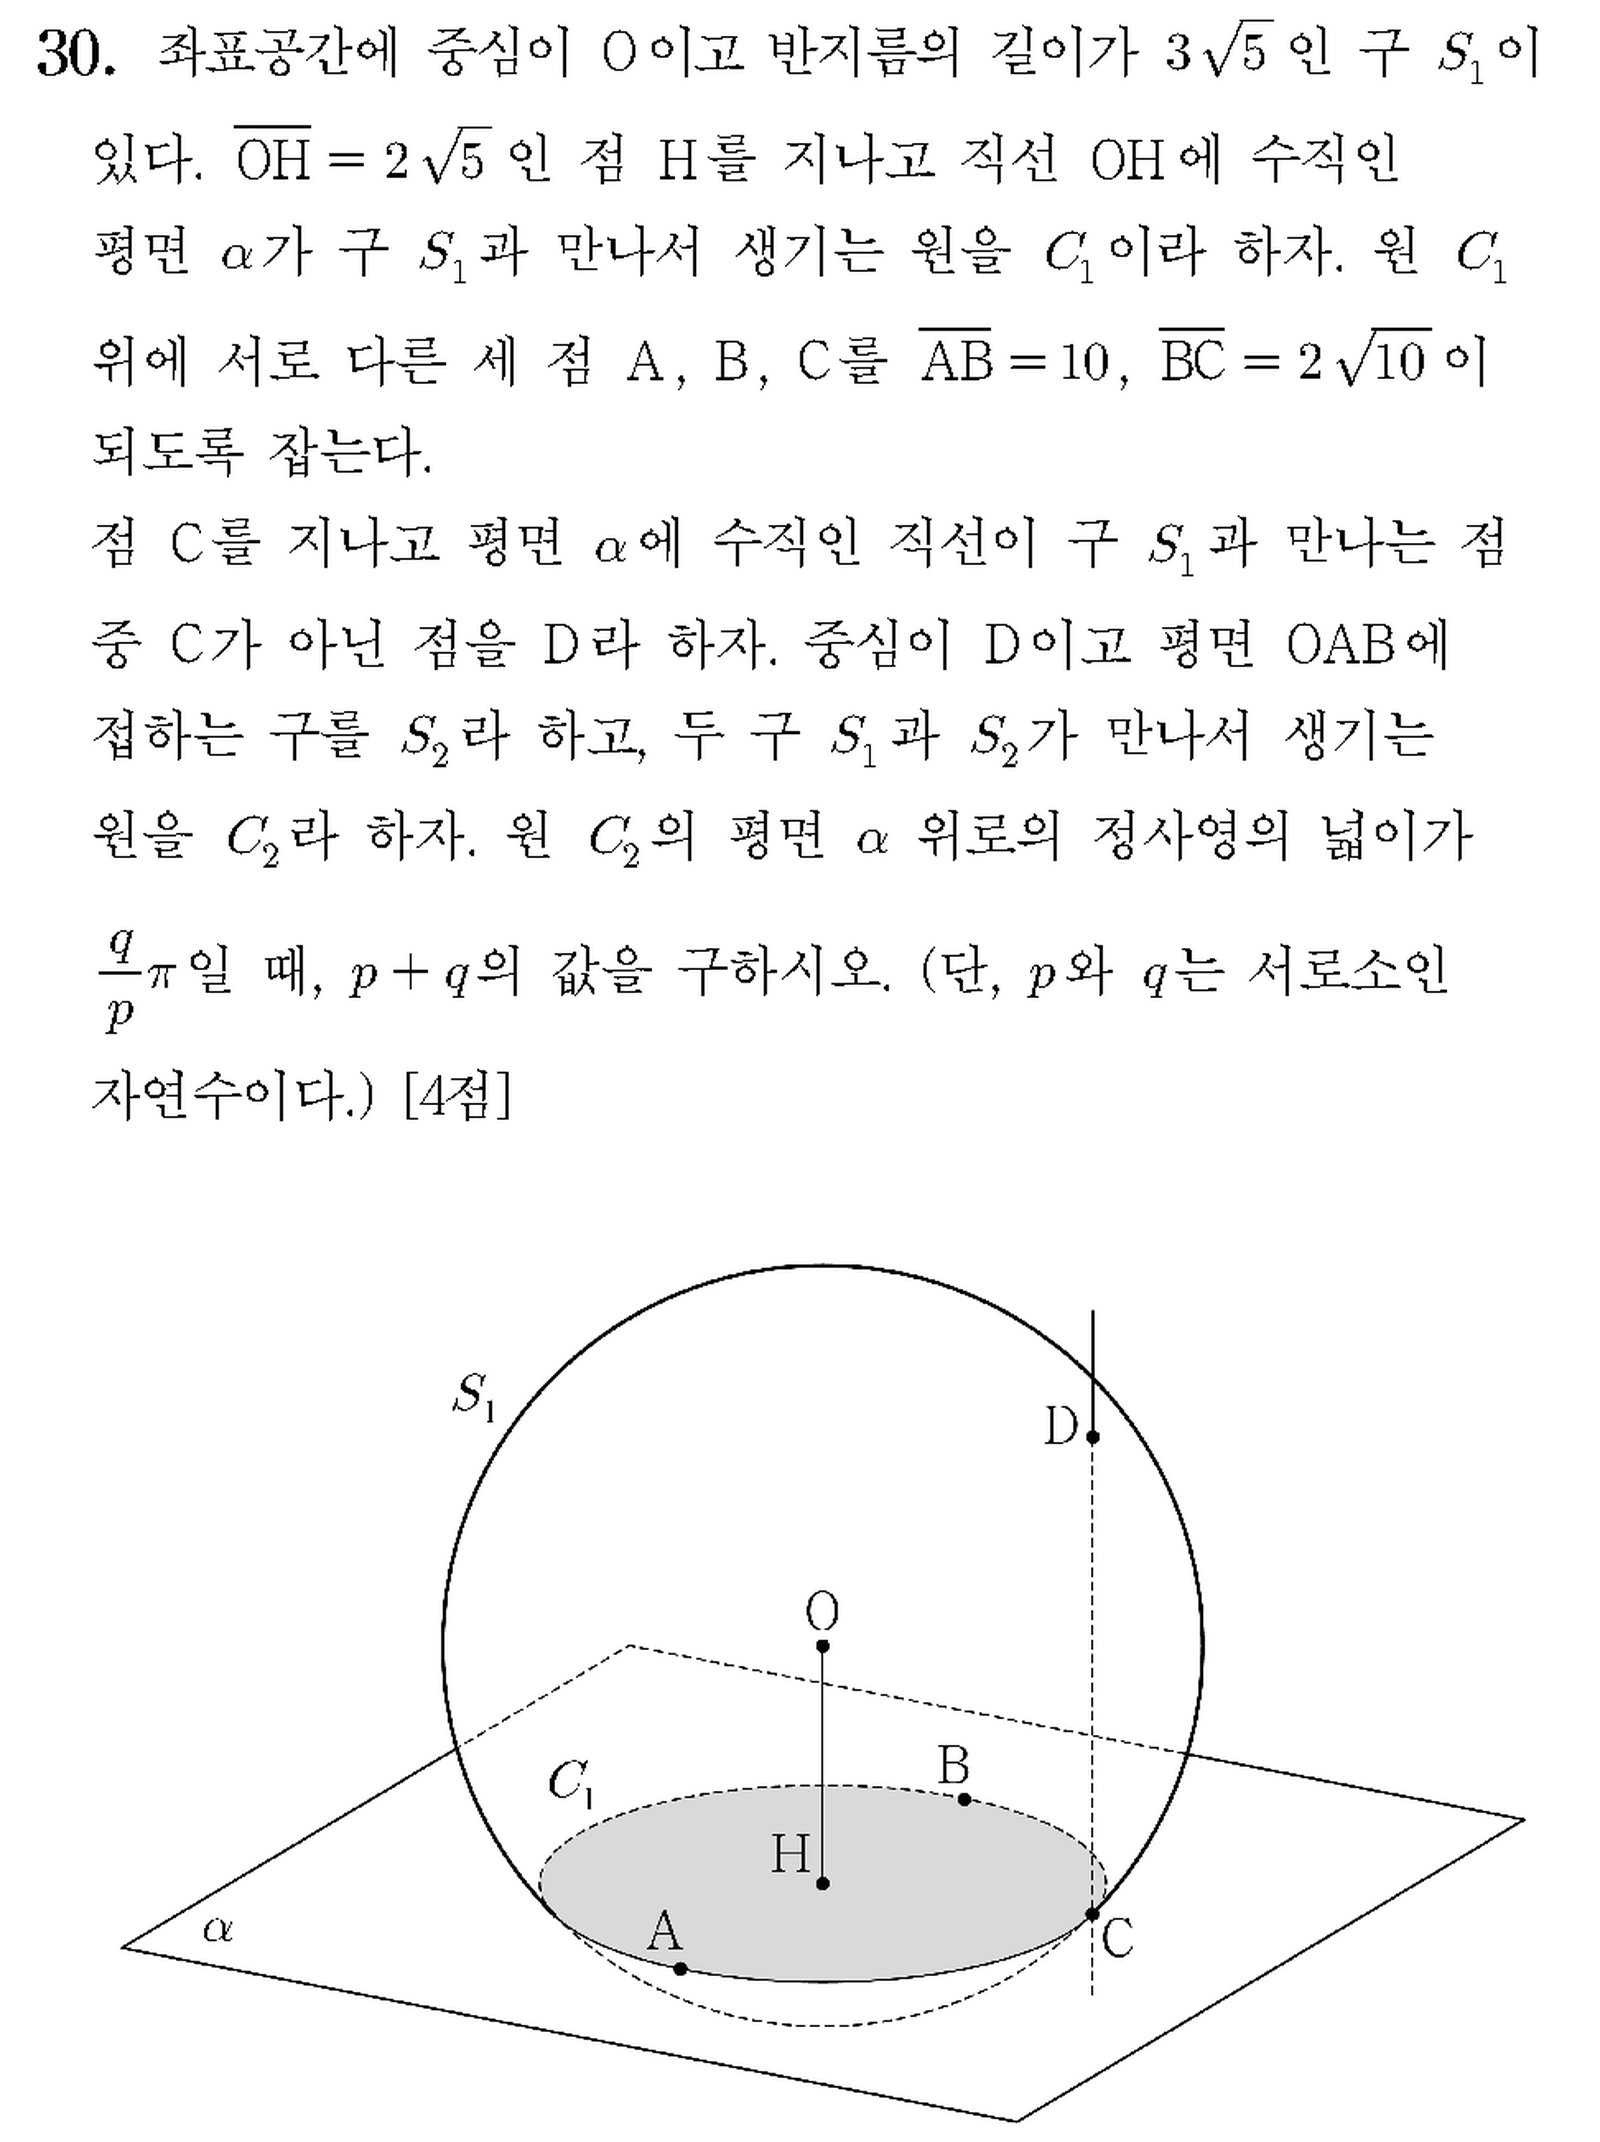 30. 좌표공간에 중심이 O이고 반지름의 길이가 3√5 인 구 S₁이
있다. O̅H̅ = 2√5 인 점 H를 지나고 직선 OH에 수직인
평면 α가 구 S₁과 만나서 생기는 원을 C₁이라 하자. 원 C₁
위에 서로 다른 세 점 A, B, C를 A̅B̅ = 10, B̅C̅ = 2√10 이
되도록 잡는다.
점 C를 지나고 평면 α에 수직인 직선이 구 S₁과 만나는 점
중 C가 아닌 점을 D라 하자. 중심이 D이고 평면 OAB에
접하는 구를 S₂라 하고, 두 구 S₁과 S₂가 만나서 생기는
원을 C₂라 하자. 원 C₂의 평면 α 위로의 정사영의 넓이가
q/p π일 때, p+q의 값을 구하시오. (단, p와 q는 서로소인
자연수이다.) [4점]
S₁
D
O
B
C₁
H
A
C
α